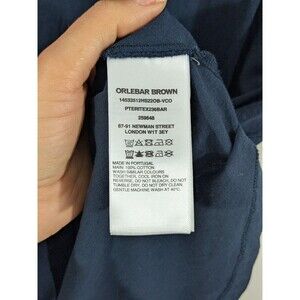 ORLEBAR BROWN
PTERITEX236BAR
259648
67-91 NEWMAN STREET
LONDON W1T 3EY
MADE IN PORTUGAL
MAIN: 100% COTTON
WASH SIMILAR COLOURS
TOGETHER, COOL IRON ON
REVERSE, DO NOT BLEACH, DO NOT
TUMBLE DRY, DO NOT DRY CLEAN,
GENTLE MACHINE WASH AT 40°C.